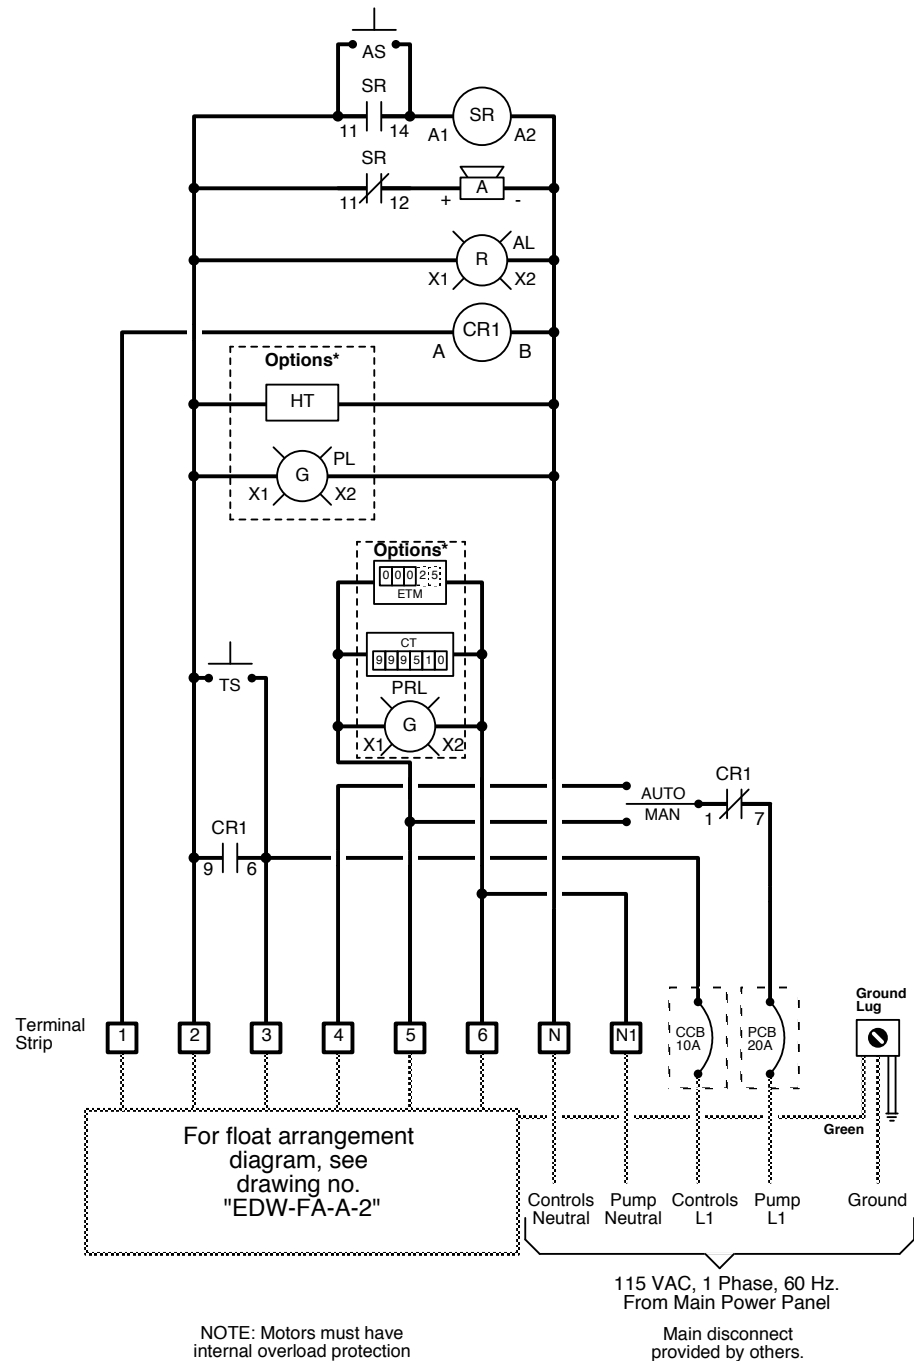 AS
SR
11 14
A1 SR A2
SR
11 12
+ A -
AL
R
X1 X2
CR1
A B
Options*
HT
PL
G
X1 X2
Options*
0 0 0 2 5
ETM
CT
9 9 9 5 1 0
TS
PRL
G
X1 X2
CR1
AUTO
MAN
1 7
CR1
9 6
Terminal
Strip
1 2 3 4 5 6 N N1
CCB
10A
PCB
20A
Ground
Lug
Green
For float arrangement
diagram, see
drawing no.
"EDW-FA-A-2"
Controls
Neutral
Pump
Neutral
Controls
L1
Pump
L1
Ground
115 VAC, 1 Phase, 60 Hz.
From Main Power Panel
NOTE: Motors must have
internal overload protection
Main disconnect
provided by others.